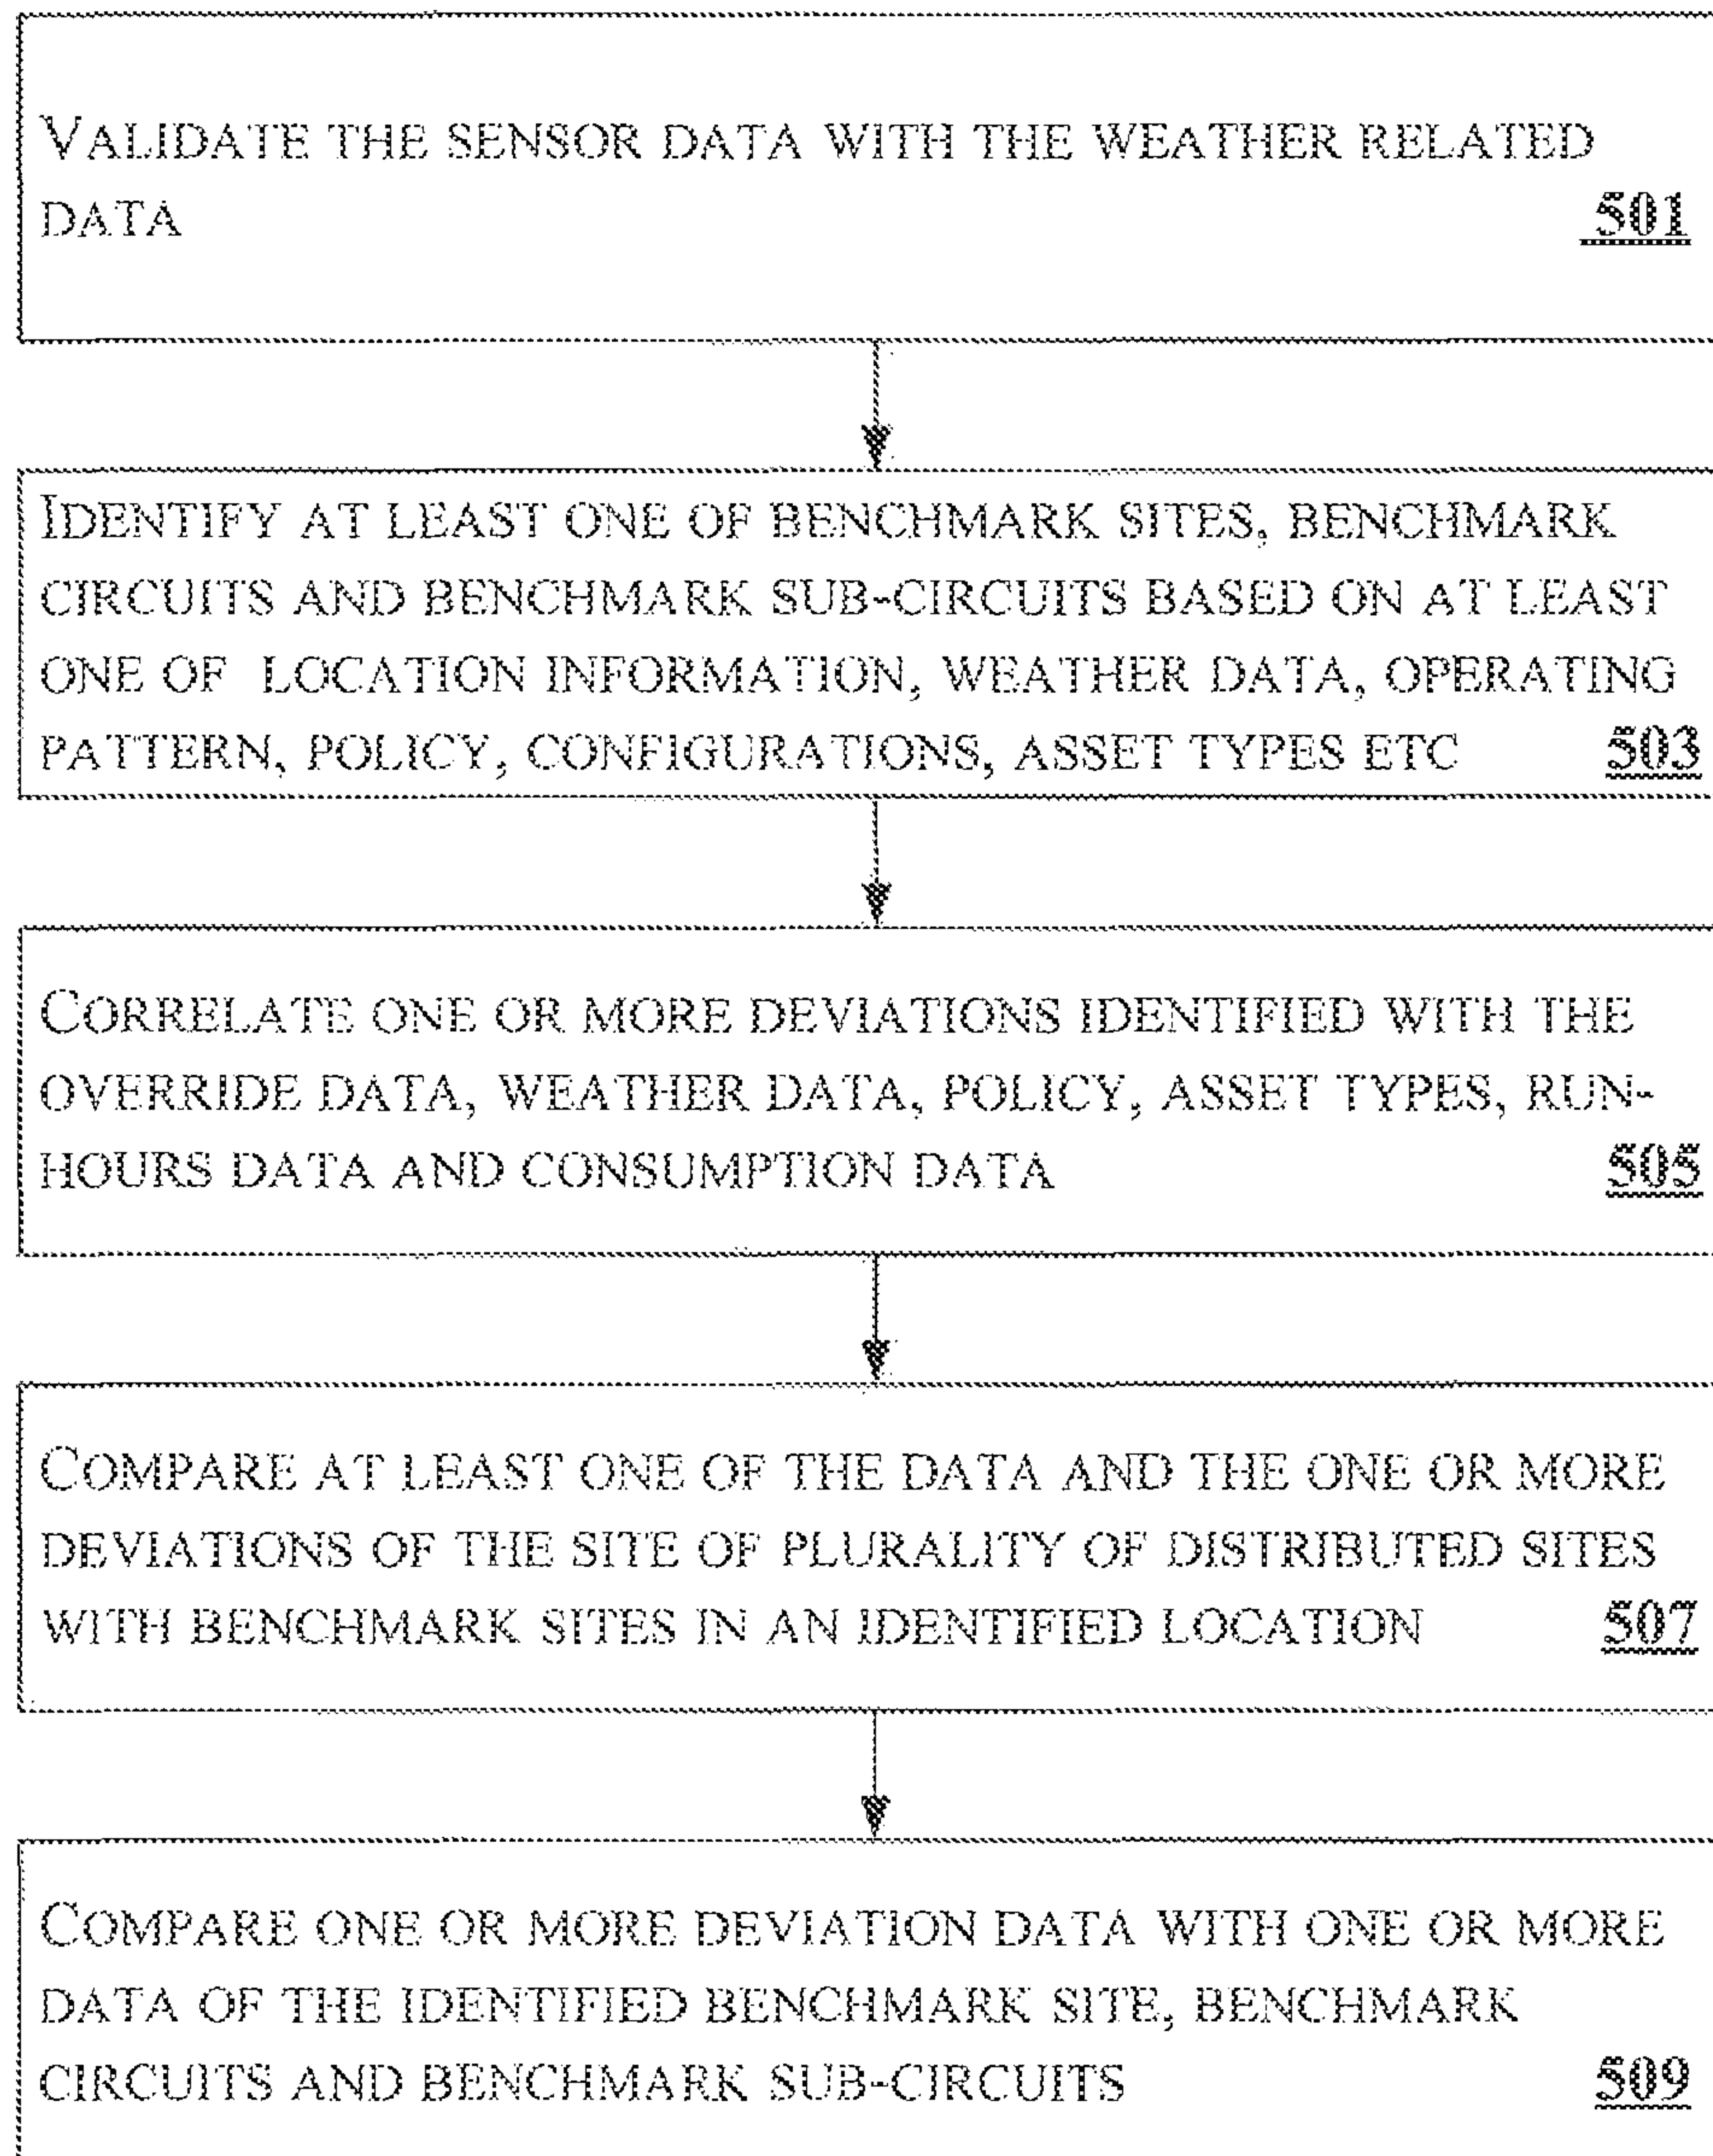 VALIDATE THE SENSOR DATA WITH THE WEATHER RELATED
DATA 501
IDENTIFY AT LEAST ONE OF BENCHMARK SITES, BENCHMARK
CIRCUITS AND BENCHMARK SUB-CIRCUITS BASED ON AT LEAST
ONE OF LOCATION INFORMATION, WEATHER DATA, OPERATING
PATTERN, POLICY, CONFIGURATIONS, ASSET TYPES ETC 503
CORRELATE ONE OR MORE DEVIATIONS IDENTIFIED WITH THE
OVERRIDE DATA, WEATHER DATA, POLICY, ASSET TYPES, RUN-
HOURS DATA AND CONSUMPTION DATA 505
COMPARE AT LEAST ONE OF THE DATA AND THE ONE OR MORE
DEVIATIONS OF THE SITE OF PLURALITY OF DISTRIBUTED SITES
WITH BENCHMARK SITES IN AN IDENTIFIED LOCATION 507
COMPARE ONE OR MORE DEVIATION DATA WITH ONE OR MORE
DATA OF THE IDENTIFIED BENCHMARK SITE, BENCHMARK
CIRCUITS AND BENCHMARK SUB-CIRCUITS 509